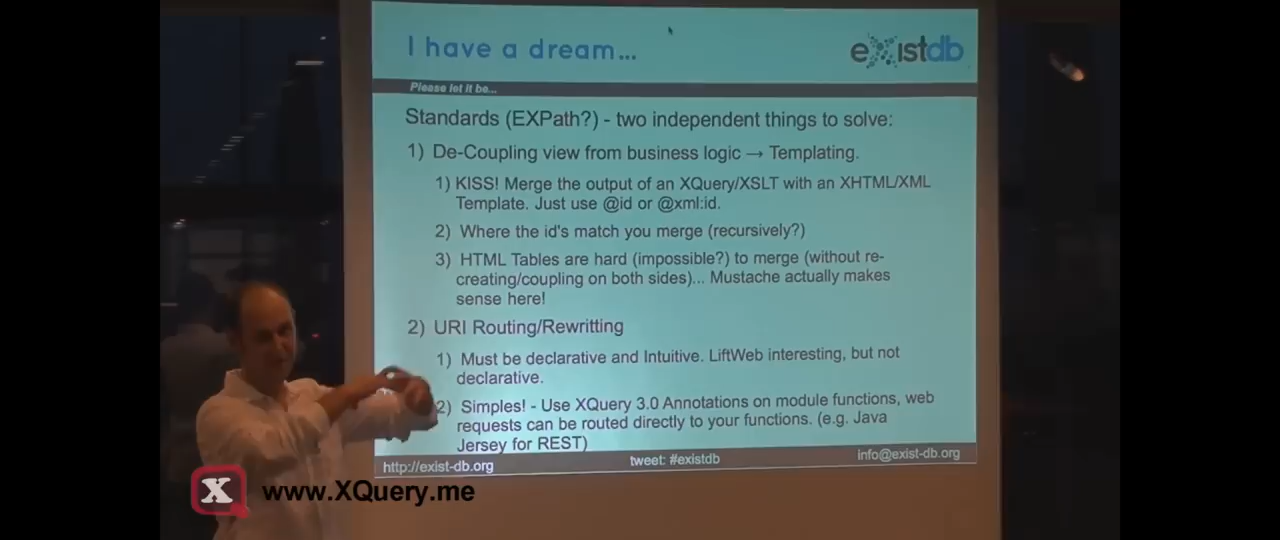 I have a dream...
eXistdb
Please let it be...
Standards (EXPath?) - two independent things to solve:
1) De-Coupling view from business logic → Templating.
1) KISS! Merge the output of an XQuery/XSLT with an XHTML/XML
Template. Just use @id or @xml:id.
2) Where the id's match you merge (recursively?)
3) HTML Tables are hard (impossible?) to merge (without re-
creating/coupling on both sides)... Mustache actually makes
sense here!
2) URI Routing/Rewritting
1) Must be declarative and Intuitive. LiftWeb interesting, but not
declarative.
2) Simples! - Use XQuery 3.0 Annotations on module functions, web
requests can be routed directly to your functions. (e.g. Java
Jersey for REST)
http://exist-db.org
tweet: #existdb
info@exist-db.org
X www.XQuery.me